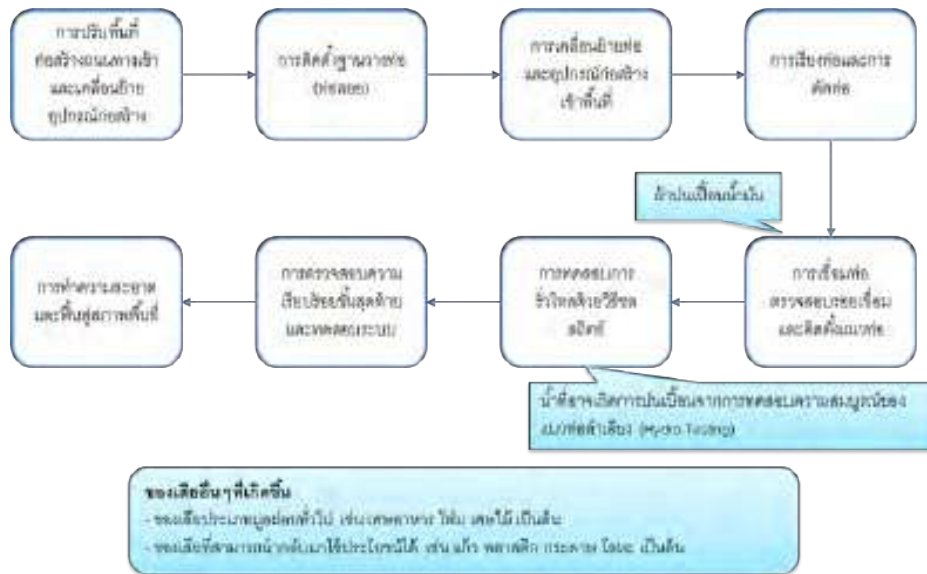 การปรับพื้นที่
ก่อสร้างถนนทางเข้า
และเคลื่อนย้าย
อุปกรณ์ก่อสร้าง
การติดตั้งฐานวางท่อ
(ท่อลอย)
การเคลื่อนย้ายท่อ
และอุปกรณ์ก่อสร้าง
เข้าพื้นที่
การเรียงท่อและการ
ดัดท่อ
ผ้าปนเปื้อนน้ำมัน
การเชื่อมท่อ
ตรวจสอบรอยเชื่อม
และติดตั้งแนวท่อ
การทดสอบการ
รั่วไหลด้วยวิธีชล
สถิตย์
การตรวจสอบความ
เรียบร้อยขั้นสุดท้าย
และทดสอบระบบ
การทำความสะอาด
และฟื้นฟูสภาพพื้นที่
น้ำที่อาจเกิดการปนเปื้อนจากการทดสอบความสมบูรณ์ของ
แนวท่อลำเลียง (Hydro Testing)
ของเสียอื่นๆที่เกิดขึ้น
- ของเสียประเภทมูลฝอยทั่วไป เช่น เศษอาหาร โฟม เศษไม้ เป็นต้น
- ของเสียที่สามารถนำกลับมาใช้ประโยชน์ได้ เช่น แก้ว พลาสติก กระดาษ โลหะ เป็นต้น